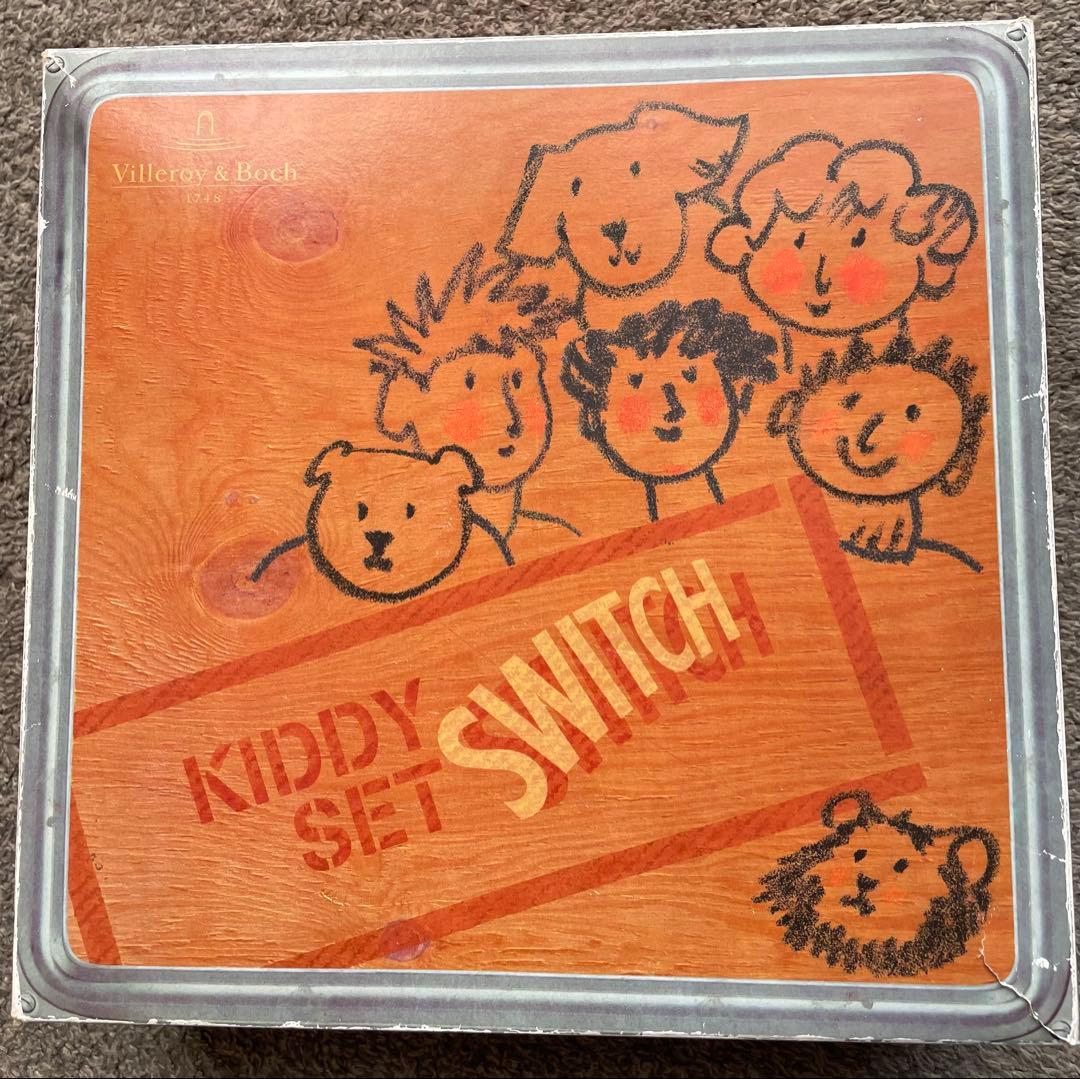 Villeroy & Boch
1748
KIDDY
SET
SWITCH